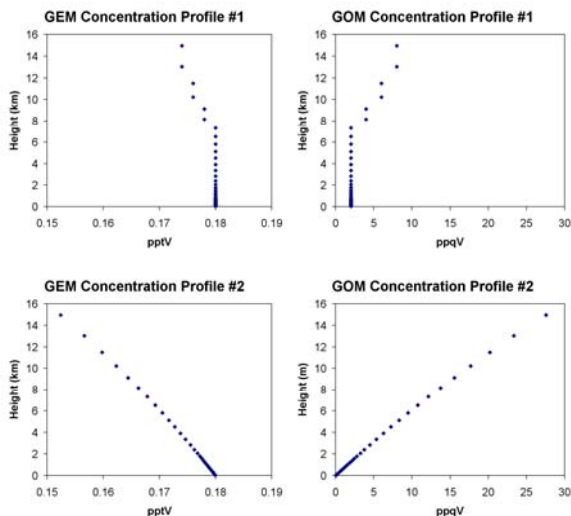 GEM Concentration Profile #1
16
14
12
10
8
6
4
2
0
Height (km)
0.15 0.16 0.17 0.18 0.19
pptV
GOM Concentration Profile #1
16
14
12
10
8
6
4
2
0
Height (km)
0 5 10 15 20 25 30
ppqV
GEM Concentration Profile #2
16
14
12
10
8
6
4
2
0
Height (km)
0.15 0.16 0.17 0.18 0.19
pptV
GOM Concentration Profile #2
16
14
12
10
8
6
4
2
0
Height (m)
0 5 10 15 20 25 30
ppqV